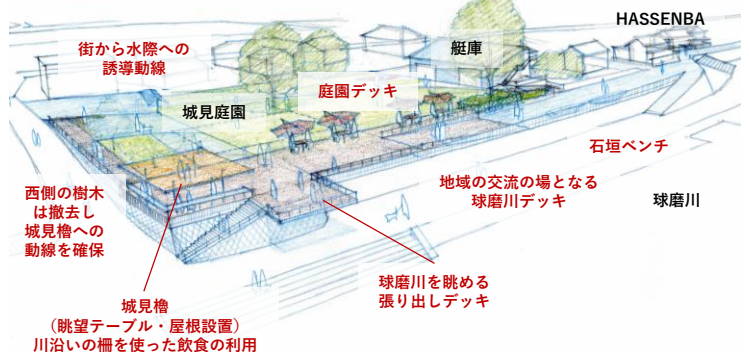 HASSENBA
街から水際への
誘導動線
艇庫
庭園デッキ
城見庭園
石垣ベンチ
地域の交流の場となる
球磨川デッキ
球磨川
西側の樹木
は撤去し
城見櫓への
動線を確保
球磨川を眺める
張り出しデッキ
城見櫓
（眺望テーブル・屋根設置）
川沿いの柵を使った飲食の利用